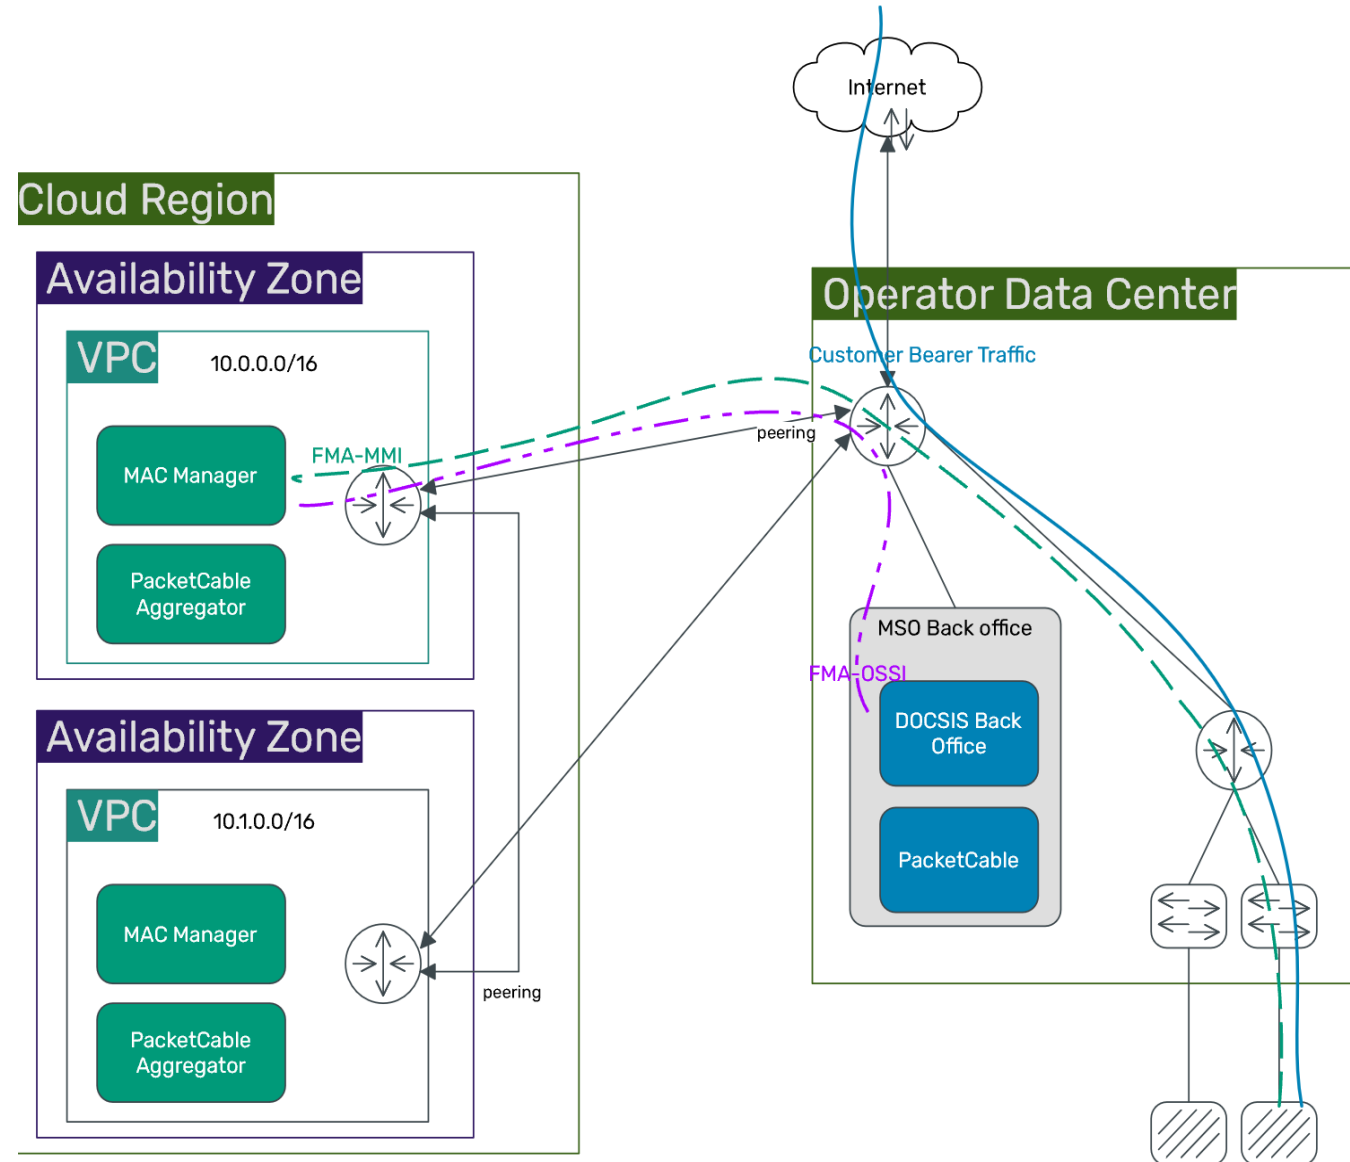 Internet
Cloud Region
Availability Zone
VPC
10.0.0.0/16
MAC Manager
FMA-MMI
PacketCable
Aggregator
Availability Zone
VPC
10.1.0.0/16
MAC Manager
PacketCable
Aggregator
peering
peering
Operator Data Center
Customer Bearer Traffic
MSO Back office
FMA-OSSI
DOCSIS Back
Office
PacketCable